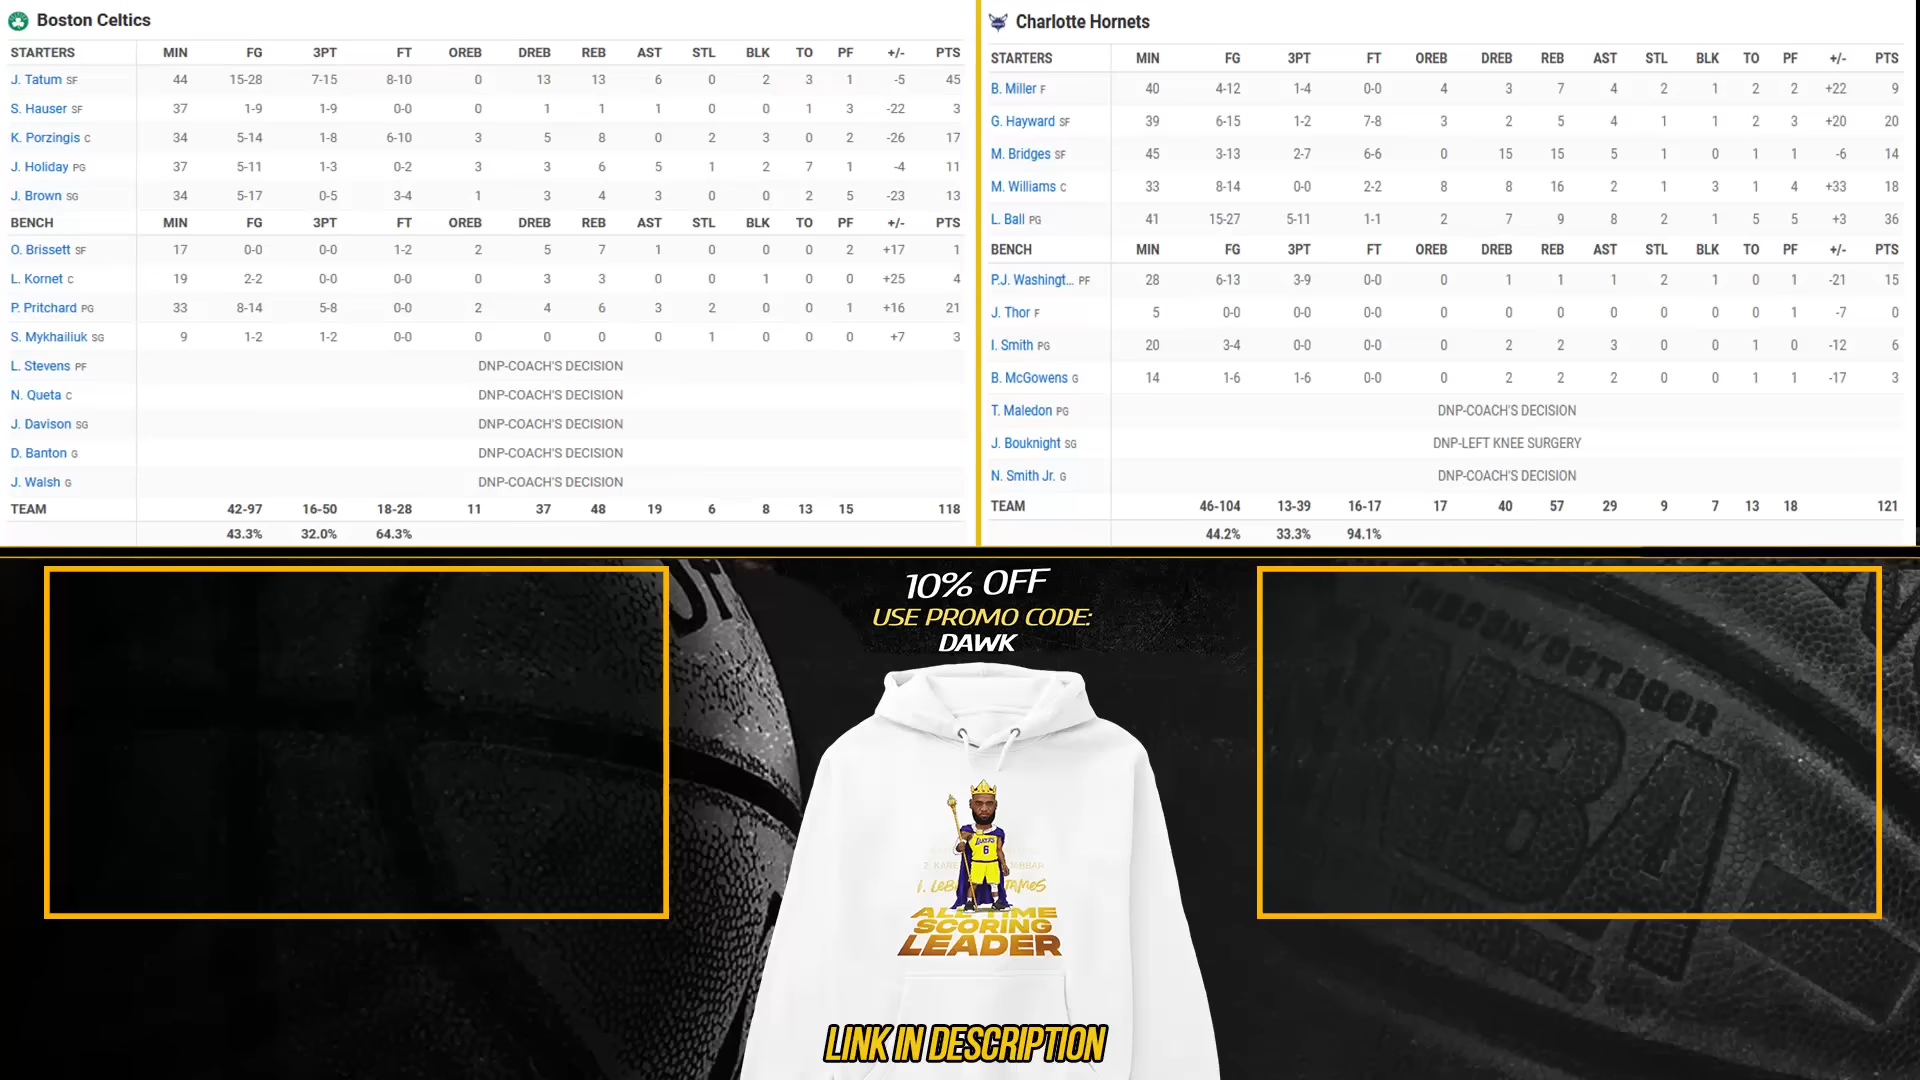 Boston Celtics
STARTERS MIN FG 3PT FT OREB DREB REB AST STL BLK TO PF +/- PTS
J. Tatum SF 44 15-28 7-15 8-10 0 13 13 6 0 2 3 1 -5 45
S. Hauser SF 37 1-9 1-9 0-0 0 1 1 1 0 0 1 3 -22 3
K. Porzingis C 34 5-14 1-8 6-10 3 5 8 0 2 3 0 2 -26 17
J. Holiday PG 37 5-11 1-3 0-2 3 3 6 5 1 2 7 1 -4 11
J. Brown SG 34 5-17 0-5 3-4 1 3 4 3 0 0 2 5 -23 13
BENCH MIN FG 3PT FT OREB DREB REB AST STL BLK TO PF +/- PTS
O. Brissett SF 17 0-0 0-0 1-2 2 5 7 1 0 0 0 2 +17 1
L. Kornet C 19 2-2 0-0 0-0 0 3 3 0 0 1 0 0 +25 4
P. Pritchard PG 33 8-14 5-8 0-0 2 4 6 3 2 0 0 1 +16 21
S. Mykhailiuk SG 9 1-2 1-2 0-0 0 0 0 0 1 0 0 0 +7 3
L. Stevens PF DNP-COACH'S DECISION
N. Queta C DNP-COACH'S DECISION
J. Davison SG DNP-COACH'S DECISION
D. Banton G DNP-COACH'S DECISION
J. Walsh G DNP-COACH'S DECISION
TEAM 42-97 16-50 18-28 11 37 48 19 6 8 13 15 118
43.3% 32.0% 64.3%
Charlotte Hornets
STARTERS MIN FG 3PT FT OREB DREB REB AST STL BLK TO PF +/- PTS
B. Miller F 40 4-12 1-4 0-0 4 3 7 4 2 1 2 2 +22 9
G. Hayward SF 39 6-15 1-2 7-8 3 2 5 4 1 1 2 3 +20 20
M. Bridges SF 45 3-13 2-7 6-6 0 15 15 5 1 0 1 1 -6 14
M. Williams C 33 8-14 0-0 2-2 8 8 16 2 1 3 1 4 +33 18
L. Ball PG 41 15-27 5-11 1-1 2 7 9 8 2 1 5 5 +3 36
BENCH MIN FG 3PT FT OREB DREB REB AST STL BLK TO PF +/- PTS
P.J. Washingt... PF 28 6-13 3-9 0-0 0 1 1 1 2 1 0 1 -21 15
J. Thor F 5 0-0 0-0 0-0 0 0 0 0 0 0 0 1 -7 0
I. Smith PG 20 3-4 0-0 0-0 0 2 2 3 0 0 1 0 -12 6
B. McGowens G 14 1-6 1-6 0-0 0 2 2 2 0 0 1 1 -17 3
T. Maledon PG DNP-COACH'S DECISION
J. Bouknight SG DNP-LEFT KNEE SURGERY
N. Smith Jr. G DNP-COACH'S DECISION
TEAM 46-104 13-39 16-17 17 40 57 29 9 7 13 18 121
44.2% 33.3% 94.1%
10% OFF
USE PROMO CODE:
DAWK
INDOOR/OUTDOOR
NBA
LAKERS
6
ALL TIME
SCORING
LEADER
LINK IN DESCRIPTION